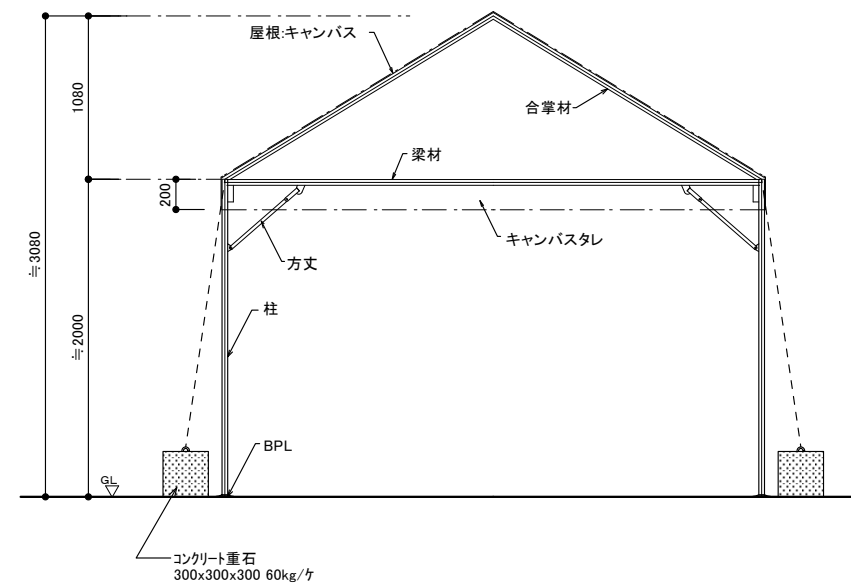 屋根:キャンバス
合掌材
1080
梁材
200
キャンバスタレ
方丈
≒3080
柱
≒2000
BPL
GL
コンクリート重石
300x300x300 60kg/ケ